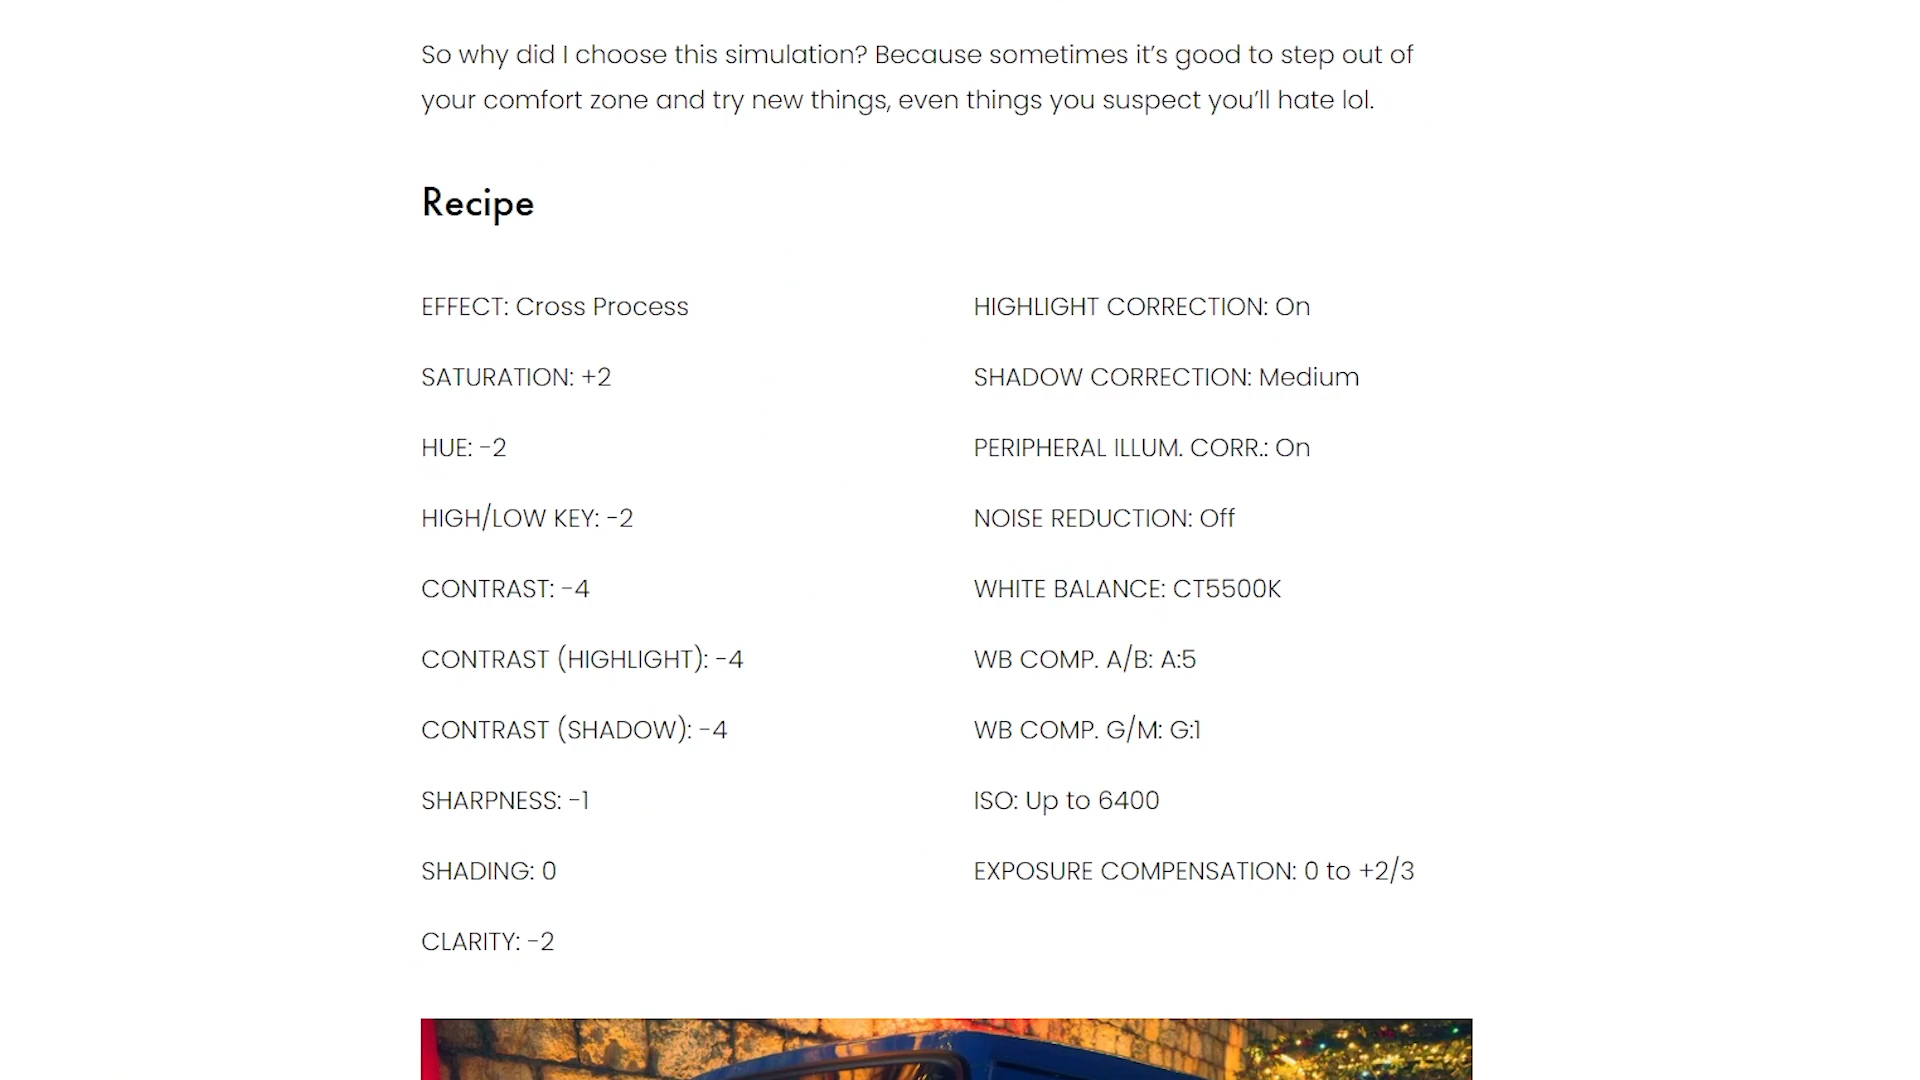 So why did I choose this simulation? Because sometimes it’s good to step out of
your comfort zone and try new things, even things you suspect you’ll hate lol.
Recipe
EFFECT: Cross Process
SATURATION: +2
HUE: -2
HIGH/LOW KEY: -2
CONTRAST: -4
CONTRAST (HIGHLIGHT): -4
CONTRAST (SHADOW): -4
SHARPNESS: -1
SHADING: 0
CLARITY: -2
HIGHLIGHT CORRECTION: On
SHADOW CORRECTION: Medium
PERIPHERAL ILLUM. CORR.: On
NOISE REDUCTION: Off
WHITE BALANCE: CT5500K
WB COMP. A/B: A:5
WB COMP. G/M: G:1
ISO: Up to 6400
EXPOSURE COMPENSATION: 0 to +2/3